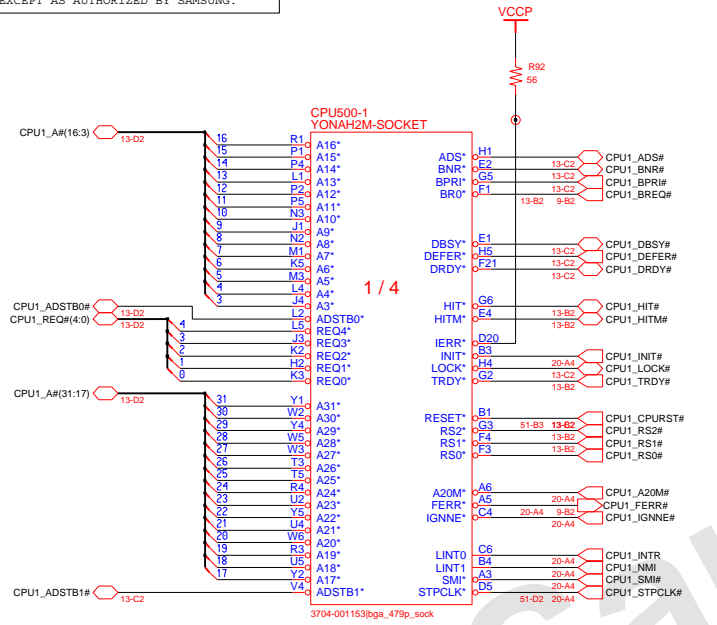 EXCEPT AS AUTHORIZED BY SAMSUNG.
VCCP
R92
56
CPU500-1
YONAH2M-SOCKET
1 / 4
CPU1_A#(16:3) 13-D2
16 R1 A16*
15 P1 A15*
14 P4 A14*
13 L1 A13*
12 P2 A12*
11 P5 A11*
10 N3 A10*
9 J1 A9*
8 N2 A8*
7 M1 A7*
6 K5 A6*
5 M3 A5*
4 L4 A4*
3 J4 A3*
CPU1_ADSTB0# 13-D2 L2 ADSTB0*
CPU1_REQ#(4:0) 13-D2
4 L5 REQ4*
3 J3 REQ3*
2 K2 REQ2*
1 H2 REQ1*
0 K3 REQ0*
CPU1_A#(31:17) 13-D2
31 Y1 A31*
30 W2 A30*
29 Y4 A29*
28 W5 A28*
27 W3 A27*
26 T3 A26*
25 T5 A25*
24 R4 A24*
23 U2 A23*
22 Y5 A22*
21 U4 A21*
20 W6 A20*
19 R3 A19*
18 U5 A18*
17 Y2 A17*
CPU1_ADSTB1# 13-C2 V4 ADSTB1*
ADS* H1 CPU1_ADS#
13-C2
BNR* E2 CPU1_BNR#
13-C2
BPRI* G5 CPU1_BPRI#
13-C2
BR0* F1 CPU1_BREQ#
13-B2 9-B2
DBSY* E1 CPU1_DBSY#
13-C2
DEFER* H5 CPU1_DEFER#
13-C2
DRDY* F21 CPU1_DRDY#
13-C2
HIT* G6 CPU1_HIT#
13-B2
HITM* E4 CPU1_HITM#
13-B2
IERR* D20
INIT* B3 CPU1_INIT#
20-A4
LOCK* H4 CPU1_LOCK#
13-C2
TRDY* G2 CPU1_TRDY#
13-B2
RESET* B1 CPU1_CPURST#
51-B3 13-B2
RS2* G3 CPU1_RS2#
13-B2
RS1* F4 CPU1_RS1#
13-B2
RS0* F3 CPU1_RS0#
A20M* A6 CPU1_A20M#
20-A4
FERR* A5 CPU1_FERR#
20-A4 9-B2
IGNNE* C4 CPU1_IGNNE#
20-A4
LINT0 C6 CPU1_INTR
20-A4
LINT1 B4 CPU1_NMI
20-A4
SMI* A3 CPU1_SMI#
20-A4
STPCLK* D5 CPU1_STPCLK#
51-D2 20-A4
3704-001153|bga_479p_sock